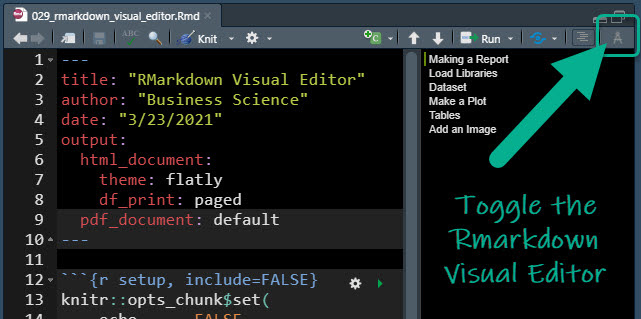 029_rmarkdown_visual_editor.Rmd ×
ABC Knit Run
1 ---
2 title: "RMarkdown Visual Editor"
3 author: "Business Science"
4 date: "3/23/2021"
5 output:
6 html_document:
7 theme: flatly
8 df_print: paged
9 pdf_document: default
10 ---
11
12 ```{r setup, include=FALSE}
13 knitr::opts_chunk$set(
14 echo = FALSE
Making a Report
Load Libraries
Dataset
Make a Plot
Tables
Add an Image
Toggle the
Rmarkdown
Visual Editor